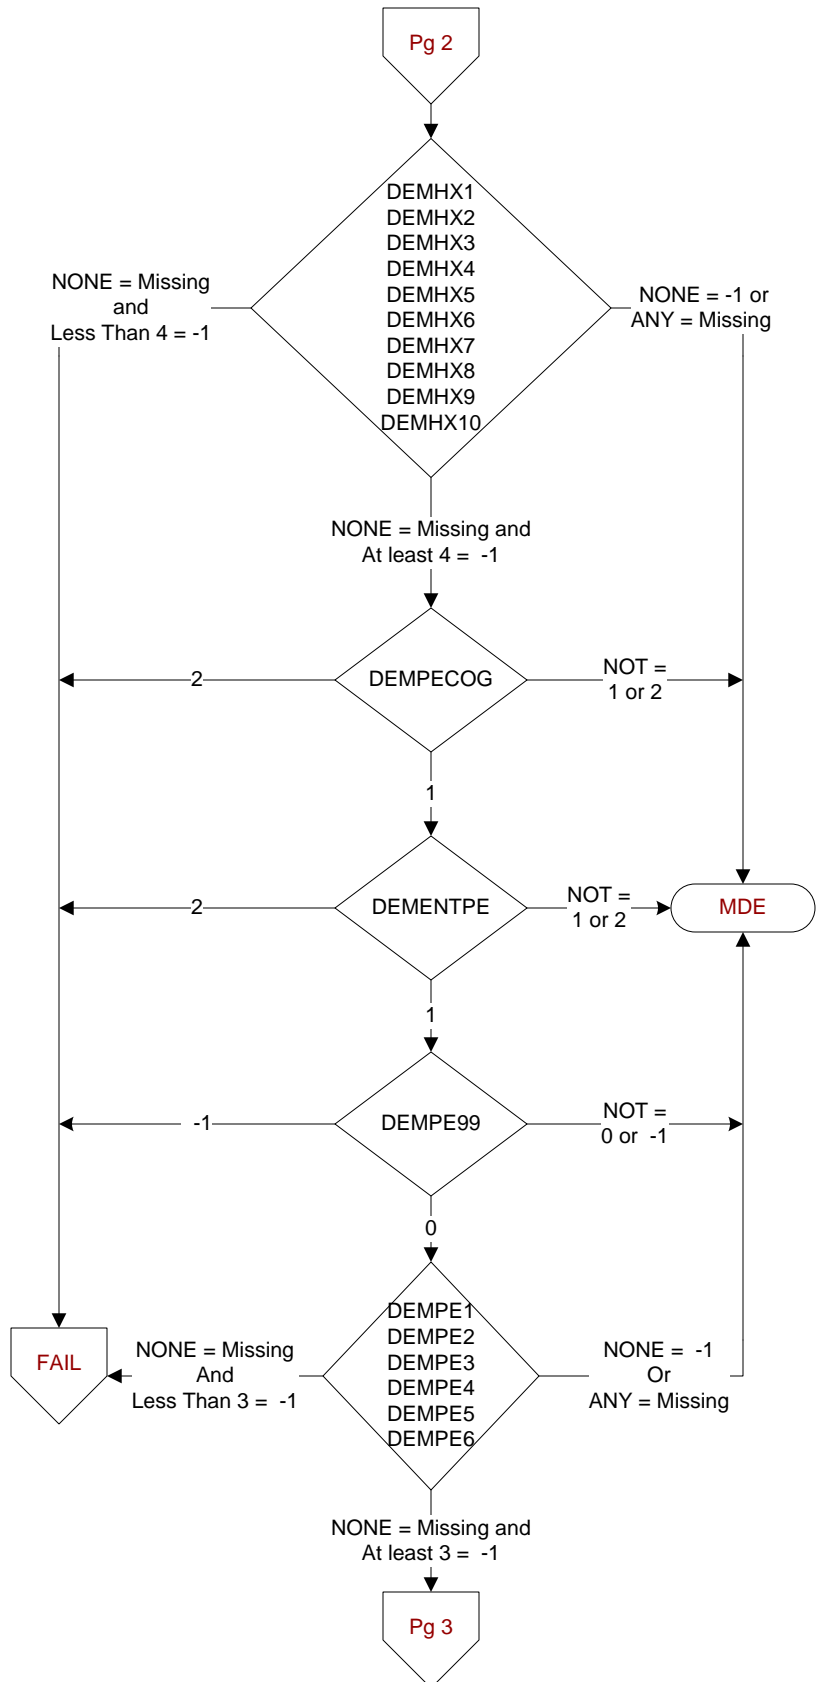 Pg 2
DEMHX1
DEMHX2
DEMHX3
DEMHX4
DEMHX5
DEMHX6
DEMHX7
DEMHX8
DEMHX9
DEMHX10
NONE = Missing
and
Less Than 4 = -1
NONE = -1 or
ANY = Missing
NONE = Missing and
At least 4 = -1
2
DEMPECOG
NOT =
1 or 2
1
2
DEMENTPE
NOT =
1 or 2
MDE
1
-1
DEMPE99
NOT =
0 or -1
0
FAIL
NONE = Missing
And
Less Than 3 = -1
DEMPE1
DEMPE2
DEMPE3
DEMPE4
DEMPE5
DEMPE6
NONE = -1
Or
ANY = Missing
NONE = Missing and
At least 3 = -1
Pg 3